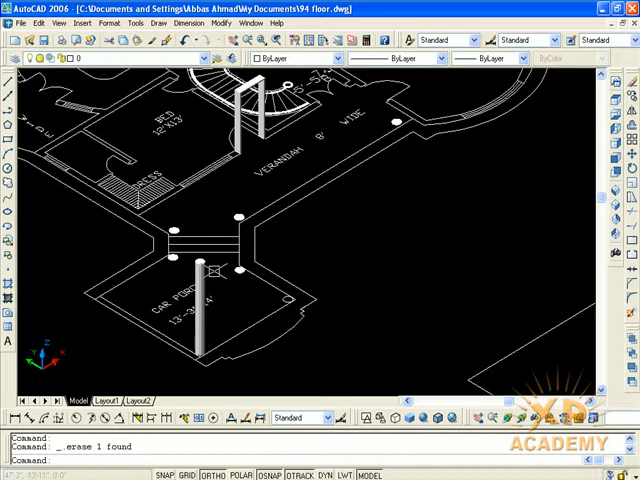 AutoCAD 2006 - [C:\Documents and Settings\Abbas Ahmad\My Documents\94 floor.dwg]
File Edit View Insert Format Tools Draw Dimension Modify Window Help
Standard Standard Standard
0 ByLayer ByLayer ByLayer ByColor
BED
12'X13'
DRESS
VERANDAH 8' WIDE
CAR PORCH
Y Z X
Model Layout1 Layout2
Standard
XP
ACADEMY
Command:
Command: _.erase 1 found
Command:
SNAP GRID ORTHO POLAR OSNAP OTRACK DYN LWT MODEL